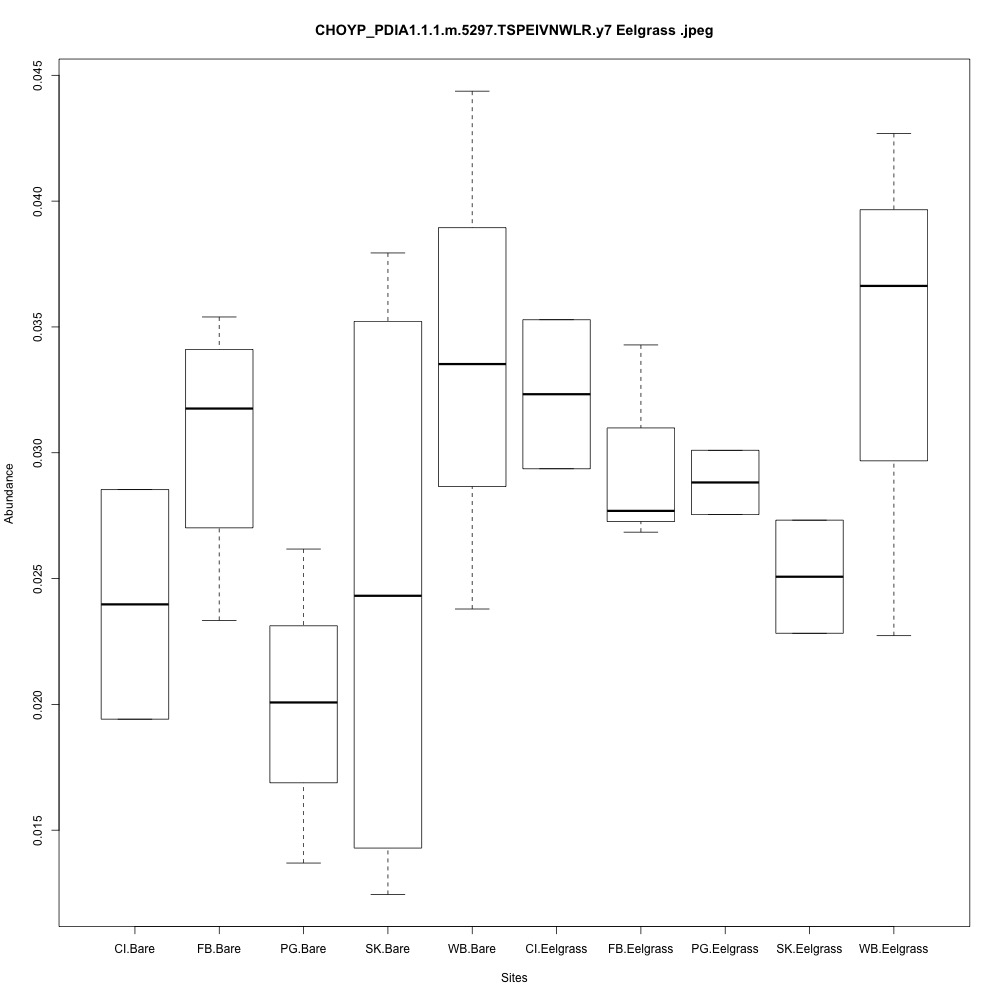 CHOYP_PDIA1.1.1.m.5297.TSPEIVNWLR.y7 Eelgrass .jpeg
Abundance
0.045
0.040
0.035
0.030
0.025
0.020
0.015
CI.Bare
FB.Bare
PG.Bare
SK.Bare
WB.Bare
CI.Eelgrass
FB.Eelgrass
PG.Eelgrass
SK.Eelgrass
WB.Eelgrass
Sites